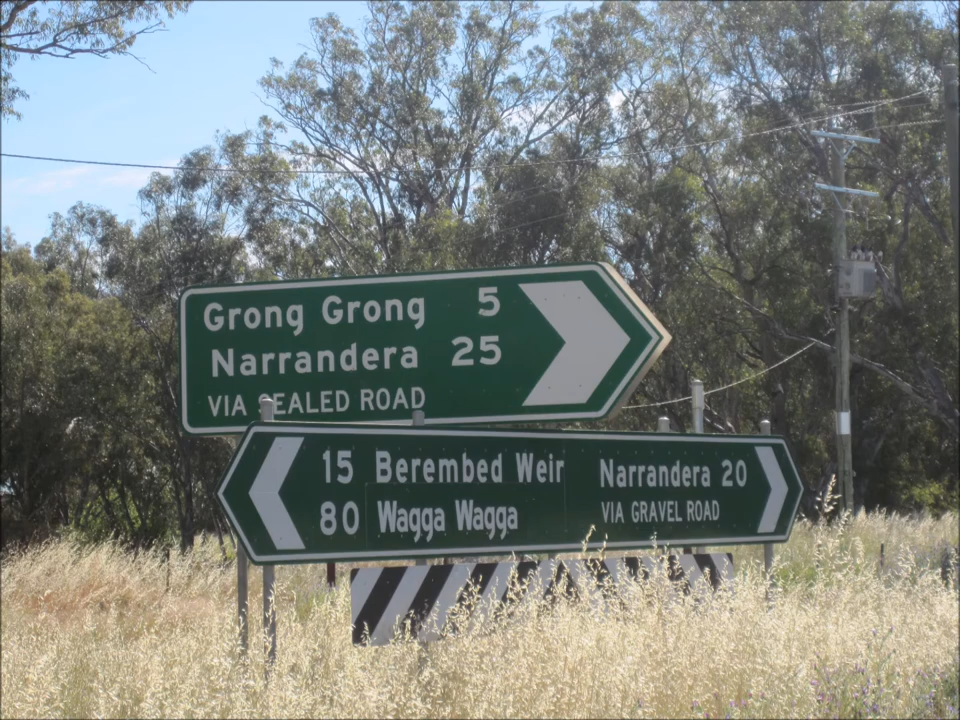 Grong Grong 5
Narrandera 25
VIA SEALED ROAD
15 Berembed Weir
80 Wagga Wagga
Narrandera 20
VIA GRAVEL ROAD